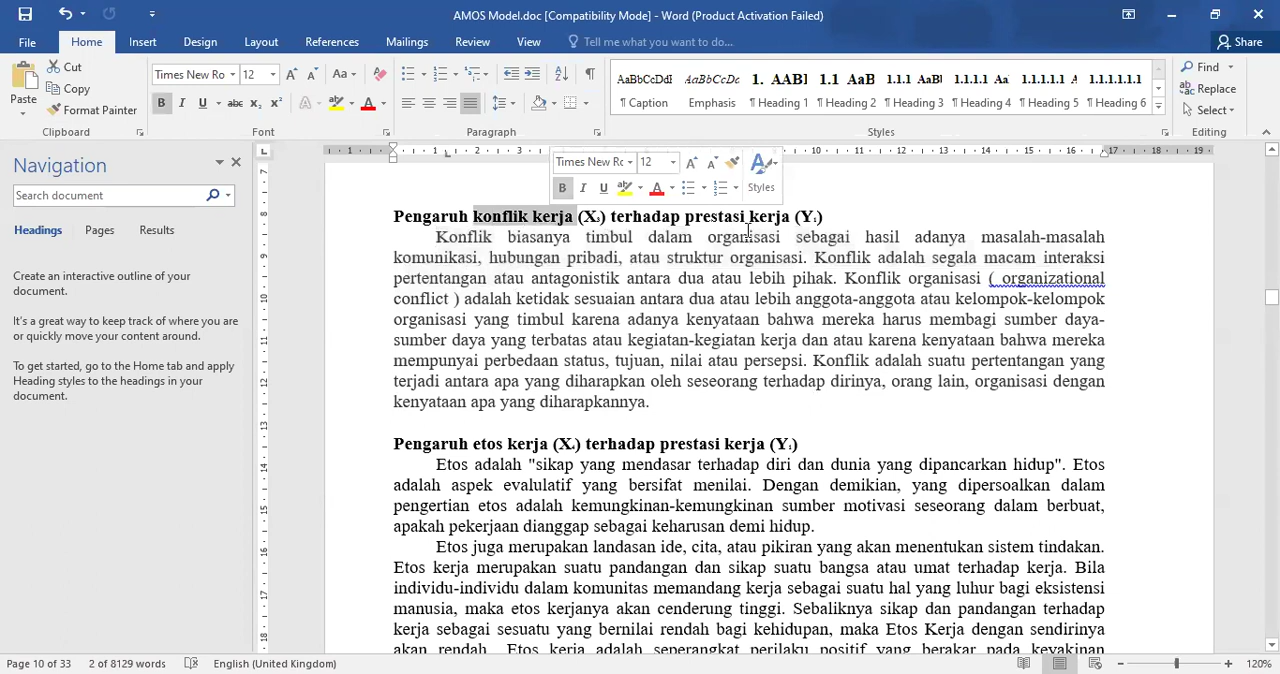 AMOS Model.doc [Compatibility Mode] - Word (Product Activation Failed)
File Home Insert Design Layout References Mailings Review View Tell me what you want to do... Share
Paste Cut Copy Format Painter
Times New Ro 12
AaBbCcDdI AaBbCcDc 1. AABI 1.1 AaB 1.1.1 AaB 1.1.1.1 Aa 1.1.1.1.1 A 1.1.1.1.1.1
¶ Caption Emphasis ¶ Heading 1 ¶ Heading 2 ¶ Heading 3 ¶ Heading 4 ¶ Heading 5 ¶ Heading 6
Find Replace Select
Clipboard Font Paragraph Styles Editing
Navigation
Search document
Headings Pages Results
Create an interactive outline of your
document.
It's a great way to keep track of where you are
or quickly move your content around.
To get started, go to the Home tab and apply
Heading styles to the headings in your
document.
Times New Rc 12
Styles
Pengaruh konflik kerja (X) terhadap prestasi kerja (Y)
Konflik biasanya timbul dalam organisasi sebagai hasil adanya masalah-masalah
komunikasi, hubungan pribadi, atau struktur organisasi. Konflik adalah segala macam interaksi
pertentangan atau antagonistik antara dua atau lebih pihak. Konflik organisasi ( organizational
conflict ) adalah ketidak sesuaian antara dua atau lebih anggota-anggota atau kelompok-kelompok
organisasi yang timbul karena adanya kenyataan bahwa mereka harus membagi sumber daya-
sumber daya yang terbatas atau kegiatan-kegiatan kerja dan atau karena kenyataan bahwa mereka
mempunyai perbedaan status, tujuan, nilai atau persepsi. Konflik adalah suatu pertentangan yang
terjadi antara apa yang diharapkan oleh seseorang terhadap dirinya, orang lain, organisasi dengan
kenyataan apa yang diharapkannya.
Pengaruh etos kerja (X) terhadap prestasi kerja (Y)
Etos adalah "sikap yang mendasar terhadap diri dan dunia yang dipancarkan hidup". Etos
adalah aspek evalulatif yang bersifat menilai. Dengan demikian, yang dipersoalkan dalam
pengertian etos adalah kemungkinan-kemungkinan sumber motivasi seseorang dalam berbuat,
apakah pekerjaan dianggap sebagai keharusan demi hidup.
Etos juga merupakan landasan ide, cita, atau pikiran yang akan menentukan sistem tindakan.
Etos kerja merupakan suatu pandangan dan sikap suatu bangsa atau umat terhadap kerja. Bila
individu-individu dalam komunitas memandang kerja sebagai suatu hal yang luhur bagi eksistensi
manusia, maka etos kerjanya akan cenderung tinggi. Sebaliknya sikap dan pandangan terhadap
kerja sebagai sesuatu yang bernilai rendah bagi kehidupan, maka Etos Kerja dengan sendirinya
akan rendah. Etos kerja adalah seperangkat perilaku positif yang berakar pada keyakinan
Page 10 of 33 2 of 8129 words English (United Kingdom) 120%